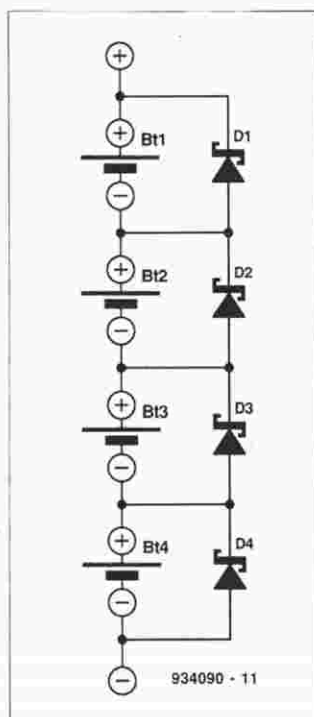 +
+
Bt1
D1
−
+
Bt2
D2
−
+
Bt3
D3
−
+
Bt4
D4
−
−
934090 - 11